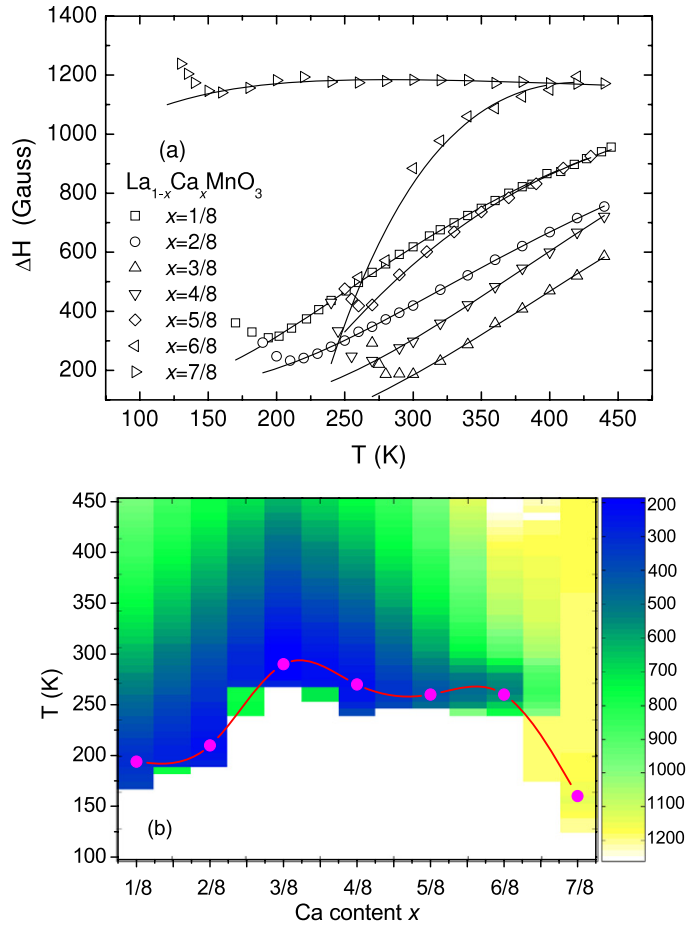 1400
1200
1000
800
600
400
200
ΔH (Gauss)
(a)
La1-xCaxMnO3
x=1/8
x=2/8
x=3/8
x=4/8
x=5/8
x=6/8
x=7/8
100 150 200 250 300 350 400 450
T (K)
450
400
350
300
250
200
150
100
T (K)
(b)
1/8 2/8 3/8 4/8 5/8 6/8 7/8
Ca content x
200
300
400
500
600
700
800
900
1000
1100
1200